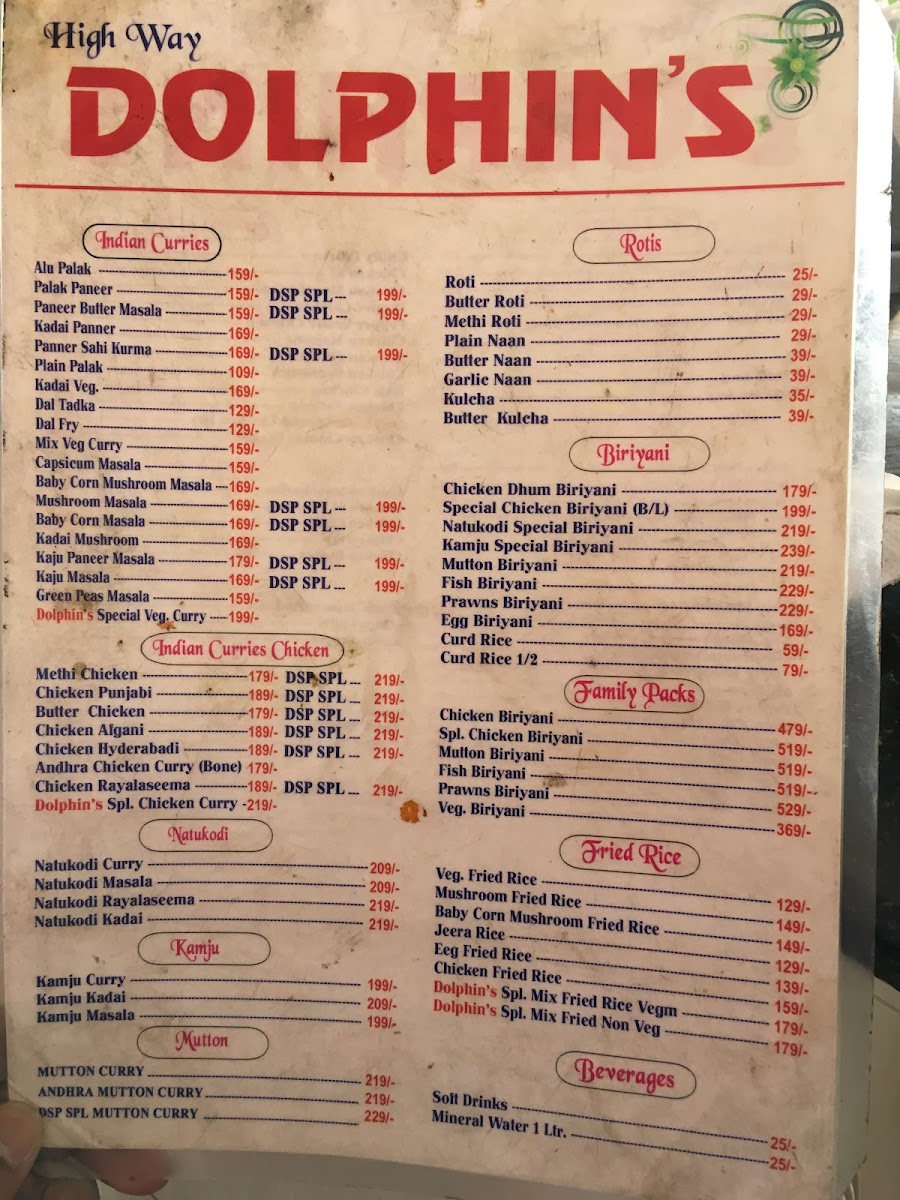 High Way
DOLPHIN'S
Indian Curries
Alu Palak 159/-
Palak Paneer 159/- DSP SPL 199/-
Paneer Butter Masala 159/- DSP SPL 199/-
Kadai Panner 169/-
Panner Sahi Kurma 169/- DSP SPL 199/-
Plain Palak 109/-
Kadai Veg. 169/-
Dal Tadka 129/-
Dal Fry 129/-
Mix Veg Curry 159/-
Capsicum Masala 159/-
Baby Corn Mushroom Masala 169/-
Mushroom Masala 169/- DSP SPL 199/-
Baby Corn Masala 169/- DSP SPL 199/-
Kadai Mushroom 169/-
Kaju Paneer Masala 179/- DSP SPL 199/-
Kaju Masala 169/- DSP SPL 199/-
Green Peas Masala 159/-
Dolphin's Special Veg. Curry 199/-
Indian Curries Chicken
Methi Chicken 179/- DSP SPL 219/-
Chicken Punjabi 189/- DSP SPL 219/-
Butter Chicken 179/- DSP SPL 219/-
Chicken Afgani 189/- DSP SPL 219/-
Chicken Hyderabadi 189/- DSP SPL 219/-
Andhra Chicken Curry (Bone) 179/-
Chicken Rayalaseema 189/- DSP SPL 219/-
Dolphin's Spl. Chicken Curry 219/-
Natukodi
Natukodi Curry 209/-
Natukodi Masala 209/-
Natukodi Rayalaseema 219/-
Natukodi Kadai 219/-
Kamju
Kamju Curry 199/-
Kamju Kadai 209/-
Kamju Masala 199/-
Mutton
MUTTON CURRY 219/-
ANDHRA MUTTON CURRY 219/-
DSP SPL MUTTON CURRY 229/-
Rotis
Roti 25/-
Butter Roti 29/-
Methi Roti 29/-
Plain Naan 29/-
Butter Naan 39/-
Garlic Naan 39/-
Kulcha 35/-
Butter Kulcha 39/-
Biriyani
Chicken Dhum Biriyani 179/-
Special Chicken Biriyani (B/L) 199/-
Natukodi Special Biriyani 219/-
Kamju Special Biriyani 239/-
Mutton Biriyani 219/-
Fish Biriyani 229/-
Prawns Biriyani 229/-
Egg Biriyani 169/-
Curd Rice 59/-
Curd Rice 1/2 79/-
Family Packs
Chicken Biriyani 479/-
Spl. Chicken Biriyani 519/-
Mutton Biriyani 519/-
Fish Biriyani 519/-
Prawns Biriyani 529/-
Veg. Biriyani 369/-
Fried Rice
Veg. Fried Rice 129/-
Mushroom Fried Rice 149/-
Baby Corn Mushroom Fried Rice 149/-
Jeera Rice 129/-
Eeg Fried Rice 139/-
Chicken Fried Rice 159/-
Dolphin's Spl. Mix Fried Rice Vegm 179/-
Dolphin's Spl. Mix Fried Non Veg 179/-
Beverages
Soft Drinks 25/-
Mineral Water 1 Ltr. 25/-